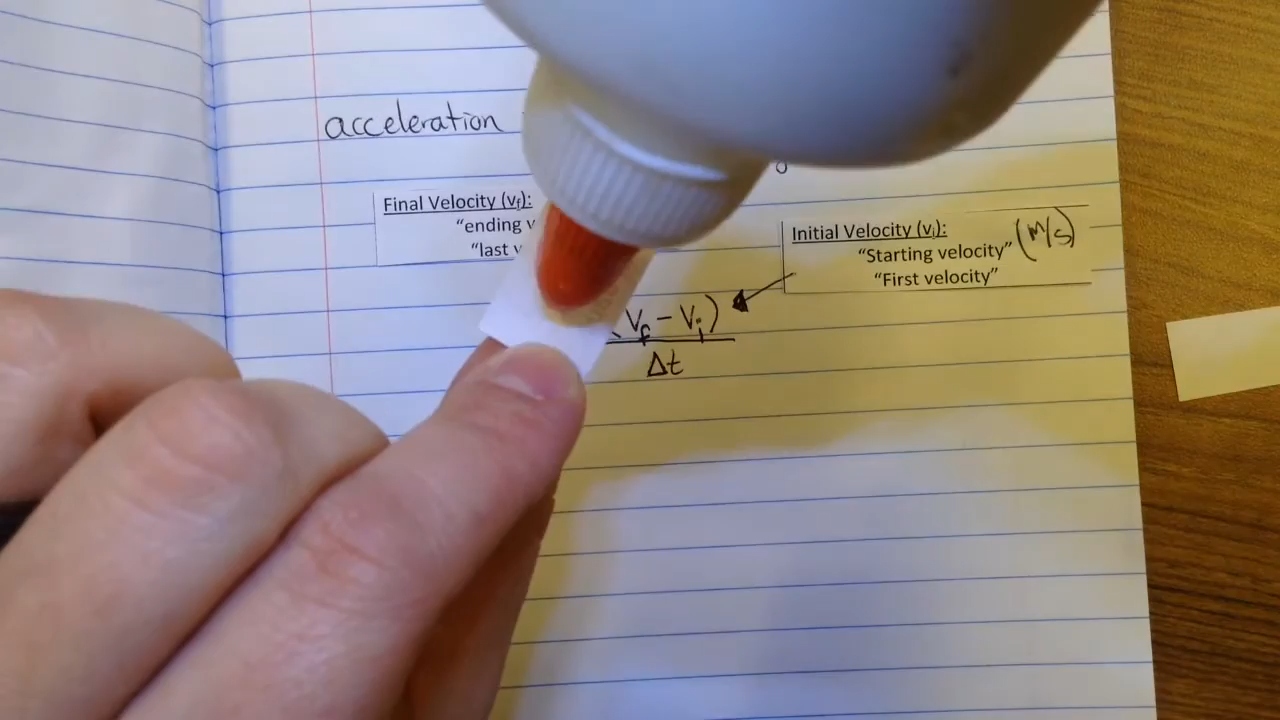 acceleration
Final Velocity (vf):
"ending
"last
Initial Velocity (vi):
"Starting velocity" (m/s)
"First velocity"
(Vf - Vi)
Δt